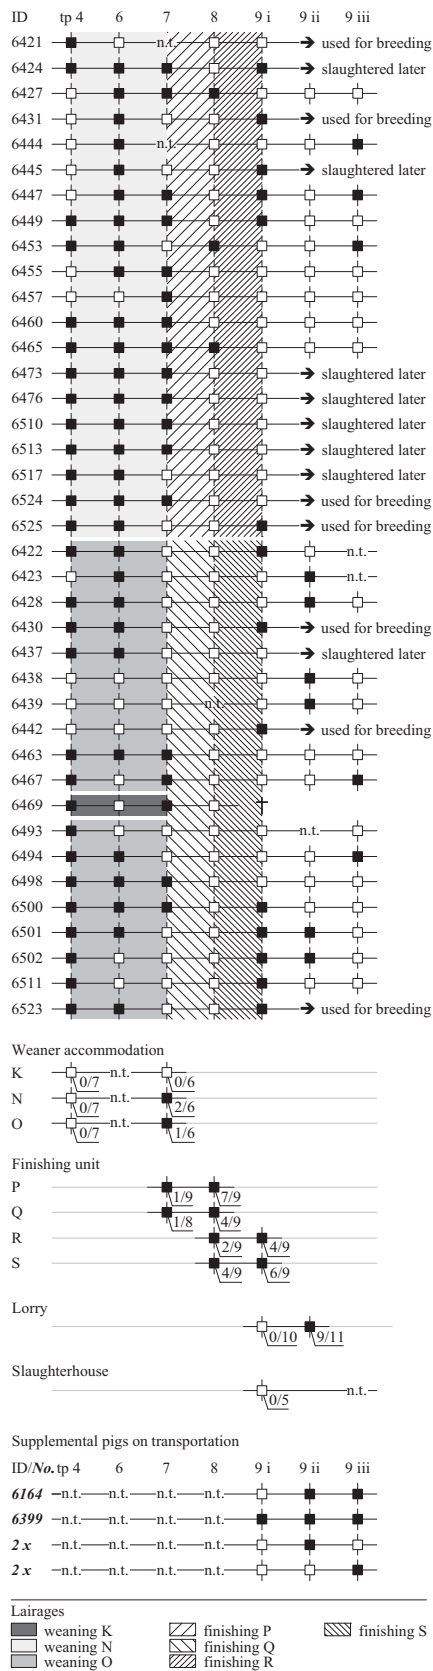 ID tp 4 6 7 8 9 i 9 ii 9 iii
6421 n.t. used for breeding
6424 slaughtered later
6427
6431 used for breeding
6444 n.t.
6445 slaughtered later
6447
6449
6453
6455
6457
6460
6465
6473 slaughtered later
6476 slaughtered later
6510 slaughtered later
6513 slaughtered later
6517 slaughtered later
6524 used for breeding
6525 used for breeding
6422 n.t.
6423 n.t.
6428
6430 used for breeding
6437 slaughtered later
6438
6439 n.t.
6442 used for breeding
6463
6467
6469 †
6493 n.t.
6494
6498
6500
6501
6502
6511
6523 used for breeding
Weaner accommodation
K n.t.
0/7 0/6
N n.t.
0/7 2/6
O n.t.
0/7 1/6
Finishing unit
P
1/9 7/9
Q
1/8 4/9
R
2/9 4/9
S
4/9 6/9
Lorry
0/10 9/11
Slaughterhouse
n.t.
0/5
Supplemental pigs on transportation
ID/No. tp 4 6 7 8 9 i 9 ii 9 iii
6164 n.t. n.t. n.t. n.t.
6399 n.t. n.t. n.t. n.t.
2 x n.t. n.t. n.t. n.t.
2 x n.t. n.t. n.t. n.t.
Lairages
weaning K finishing P finishing S
weaning N finishing Q
weaning O finishing R